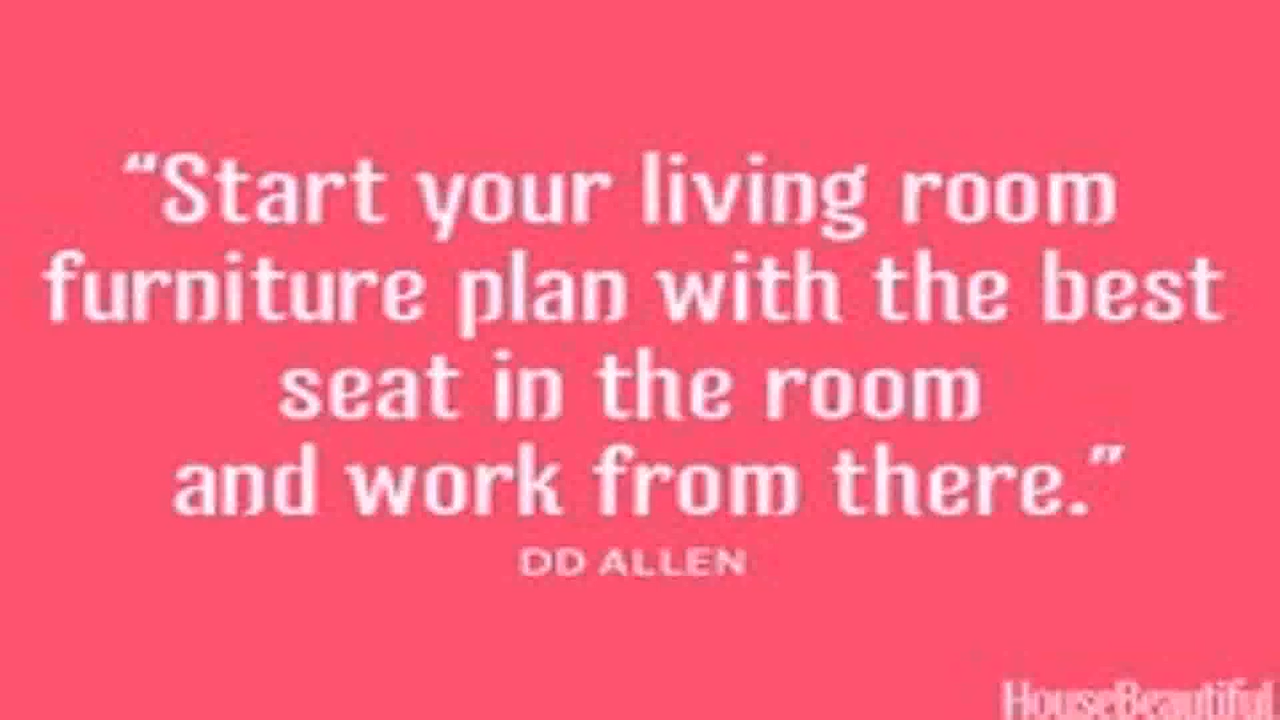 “Start your living room
furniture plan with the best
seat in the room
and work from there.”
DD ALLEN
HouseBeautiful